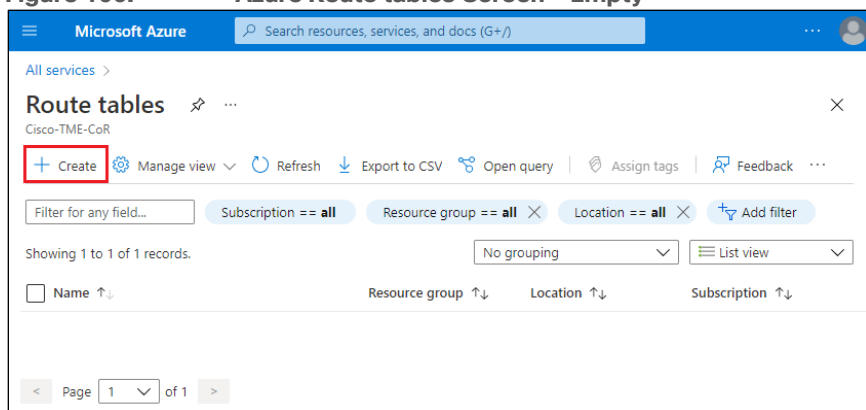 Microsoft Azure
Search resources, services, and docs (G+/)
All services >
Route tables
Cisco-TME-CoR
+ Create Manage view Refresh Export to CSV Open query Assign tags Feedback
Filter for any field... Subscription == all Resource group == all Location == all Add filter
Showing 1 to 1 of 1 records. No grouping List view
Name Resource group Location Subscription
< Page 1 of 1 >